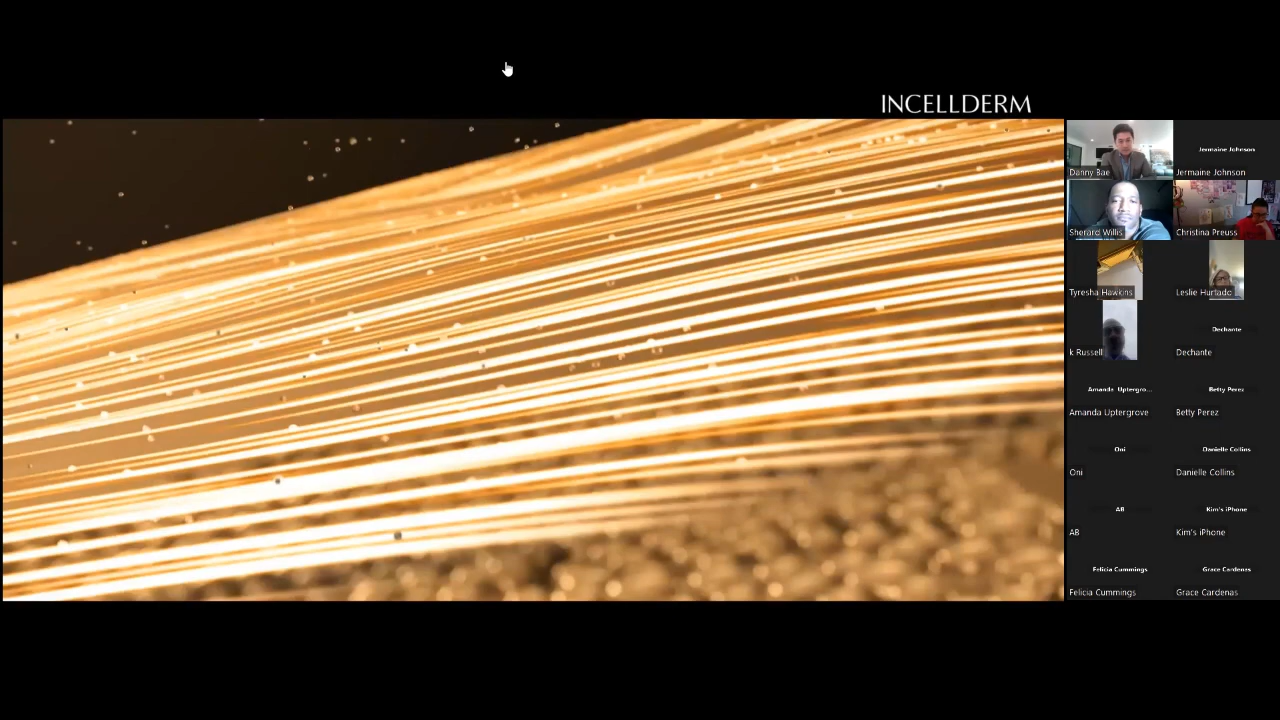 INCELLDERM
Danny Bae
Jermaine Johnson
Jermaine Johnson
Sherard Willis
Christina Preuss
Tyresha Hawkins
Leslie Hurtado
k Russell
Dechante
Dechante
Amanda Uptergro...
Amanda Uptergrove
Betty Perez
Betty Perez
Oni
Oni
Danielle Collins
Danielle Collins
AB
AB
Kim's iPhone
Kim's iPhone
Felicia Cummings
Felicia Cummings
Grace Cardenas
Grace Cardenas